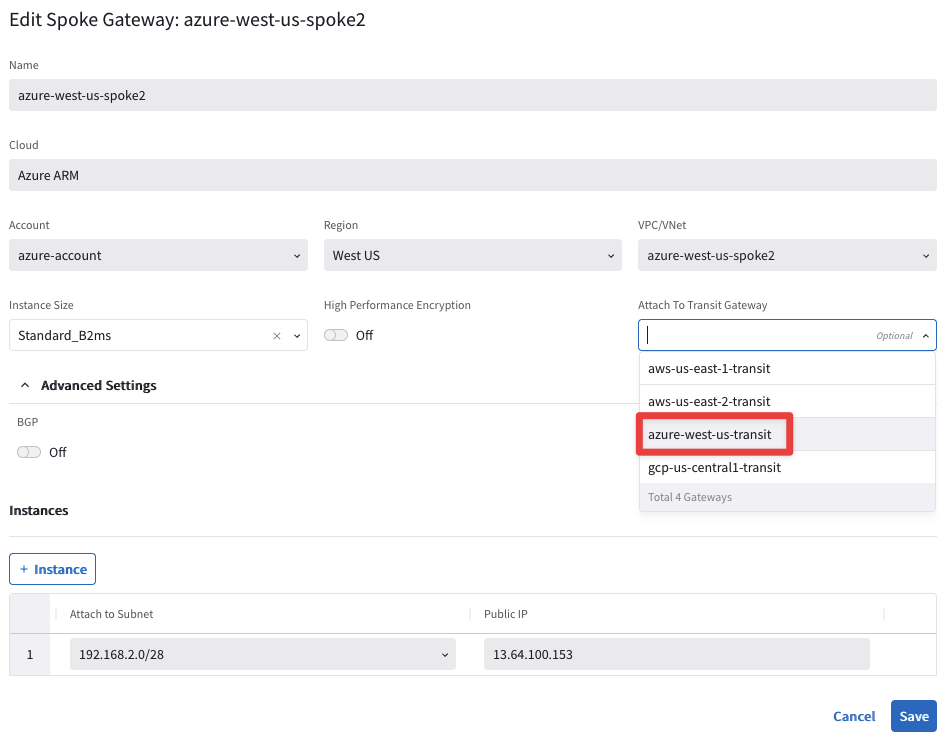 Edit Spoke Gateway: azure-west-us-spoke2
Name
azure-west-us-spoke2
Cloud
Azure ARM
Account
Region
VPC/VNet
azure-account
West US
azure-west-us-spoke2
Instance Size
High Performance Encryption
Attach To Transit Gateway
Standard_B2ms
Off
Optional
aws-us-east-1-transit
aws-us-east-2-transit
azure-west-us-transit
gcp-us-central1-transit
Total 4 Gateways
Advanced Settings
BGP
Off
Instances
+ Instance
Attach to Subnet
Public IP
1
192.168.2.0/28
13.64.100.153
Cancel
Save